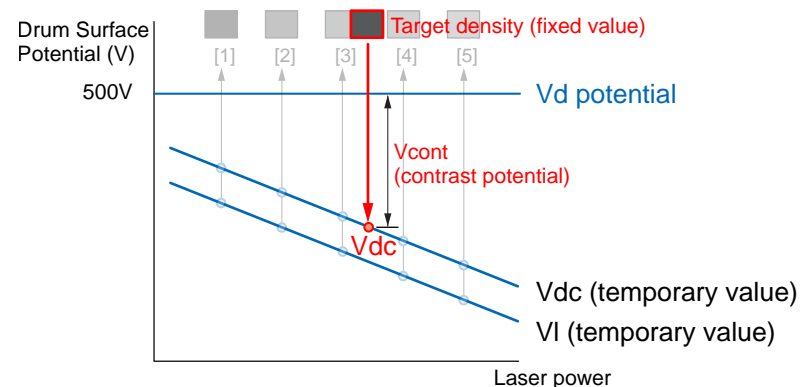 Drum Surface
Potential (V)
Target density (fixed value)
[1] [2] [3] [4] [5]
500V
Vd potential
Vcont
(contrast potential)
Vdc
Vdc (temporary value)
Vl (temporary value)
Laser power